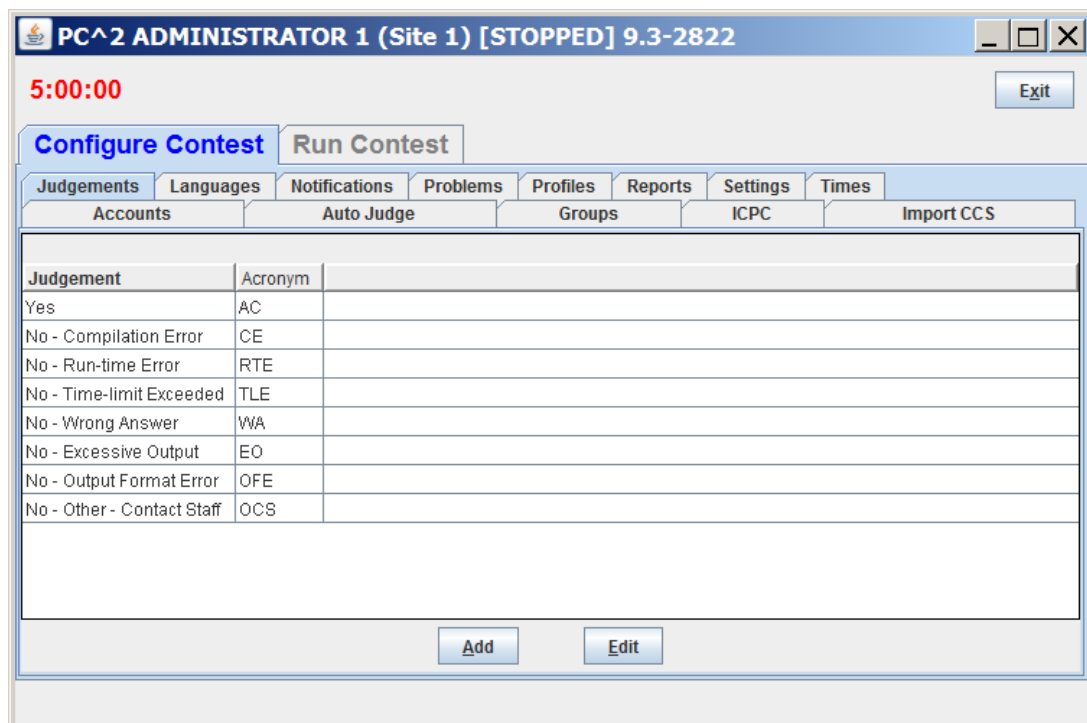 PC^2 ADMINISTRATOR 1 (Site 1) [STOPPED] 9.3-2822
5:00:00 Exit
Configure Contest Run Contest
Judgements Languages Notifications Problems Profiles Reports Settings Times
Accounts Auto Judge Groups ICPC Import CCS
Judgement Acronym
Yes AC
No - Compilation Error CE
No - Run-time Error RTE
No - Time-limit Exceeded TLE
No - Wrong Answer WA
No - Excessive Output EO
No - Output Format Error OFE
No - Other - Contact Staff OCS
Add Edit